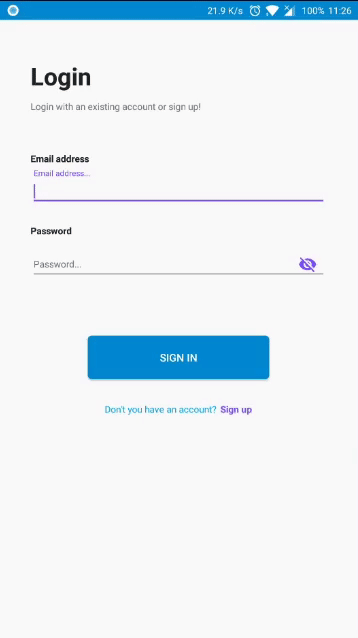 21.9 K/s 100% 11:26
Login
Login with an existing account or sign up!
Email address
Email address...
Password
Password...
SIGN IN
Don't you have an account? Sign up